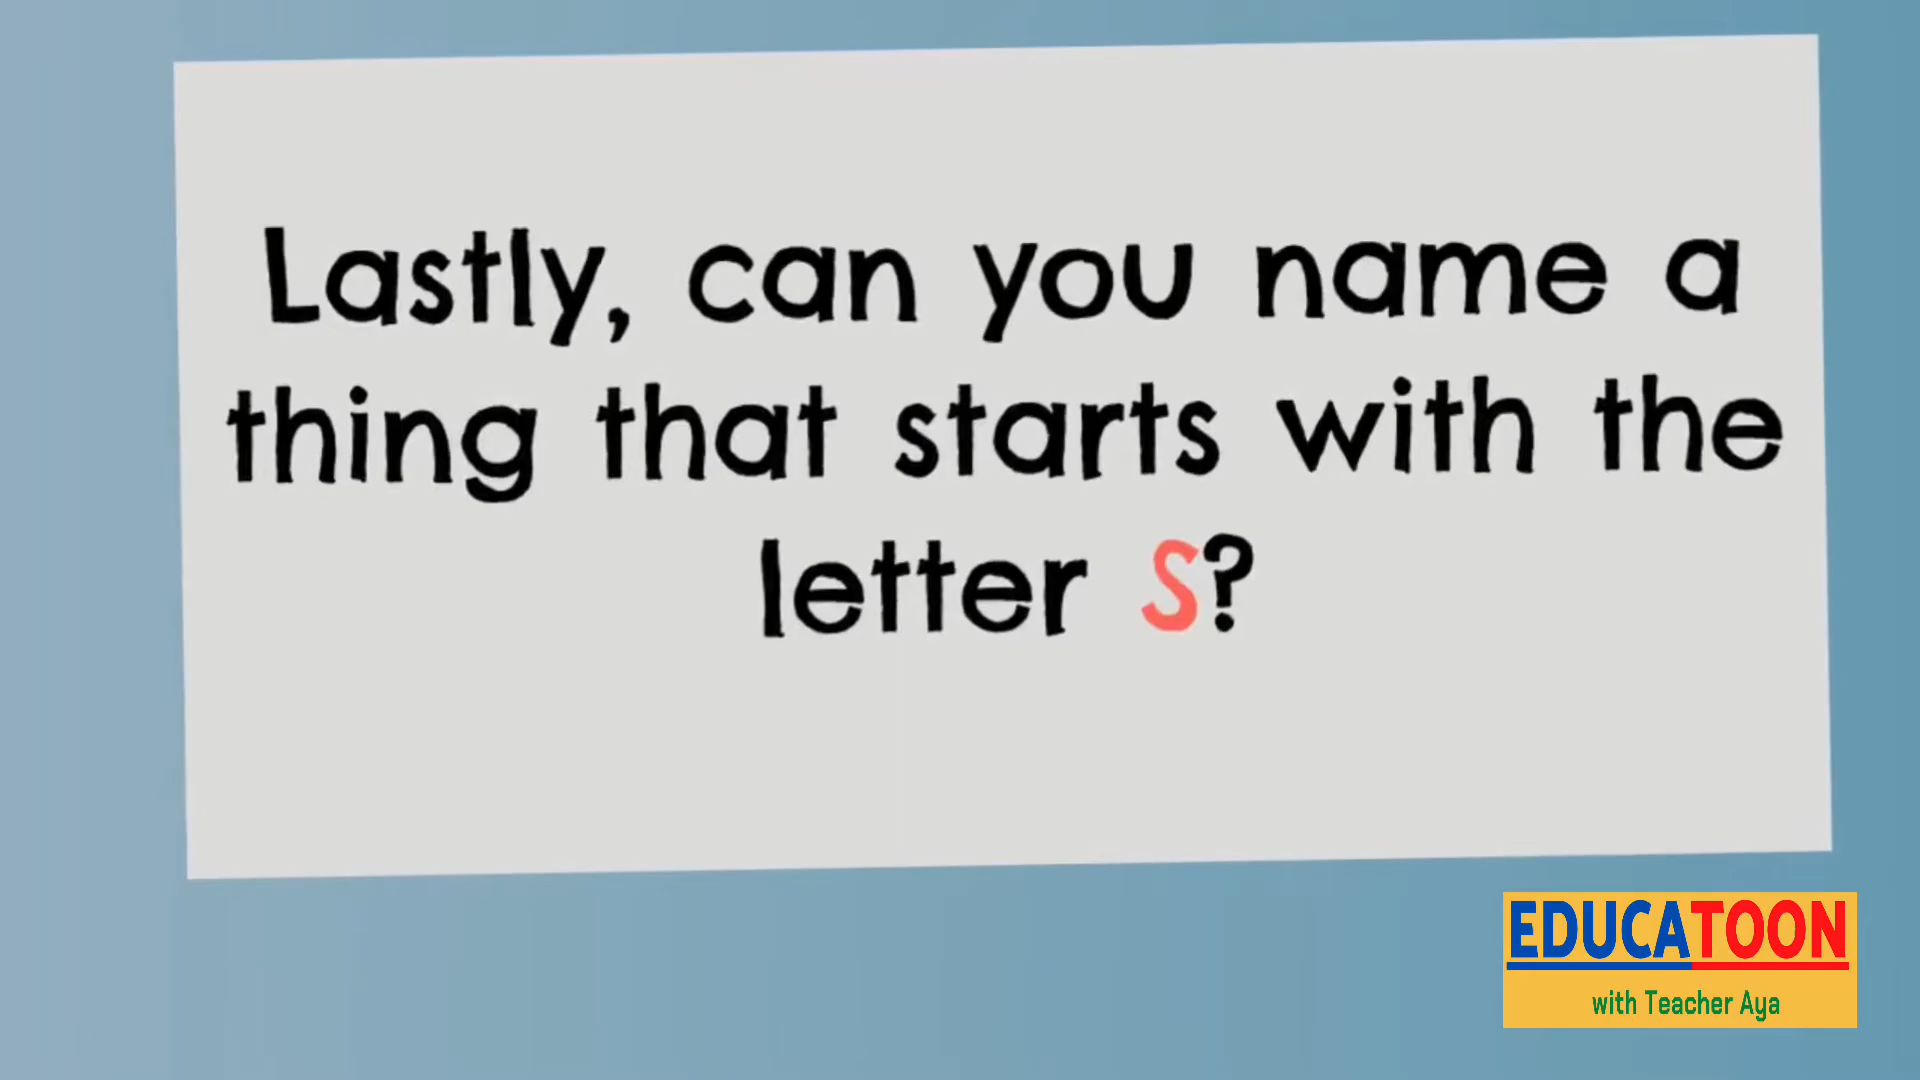 Lastly, can you name a
thing that starts with the
letter S?
EDUCATOON
with Teacher Aya